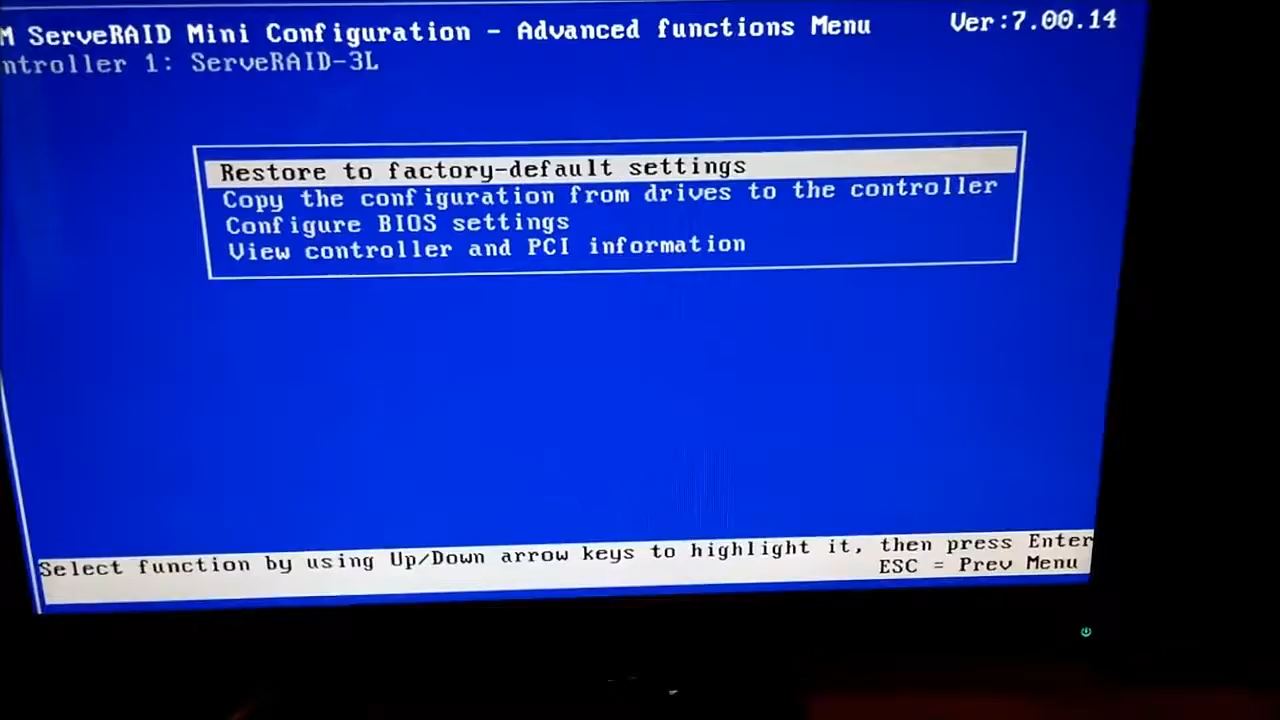 M ServeRAID Mini Configuration - Advanced functions Menu Ver:7.00.14
ntroller 1: ServeRAID-3L
Restore to factory-default settings
Copy the configuration from drives to the controller
Configure BIOS settings
View controller and PCI information
Select function by using Up/Down arrow keys to highlight it, then press Enter
ESC = Prev Menu